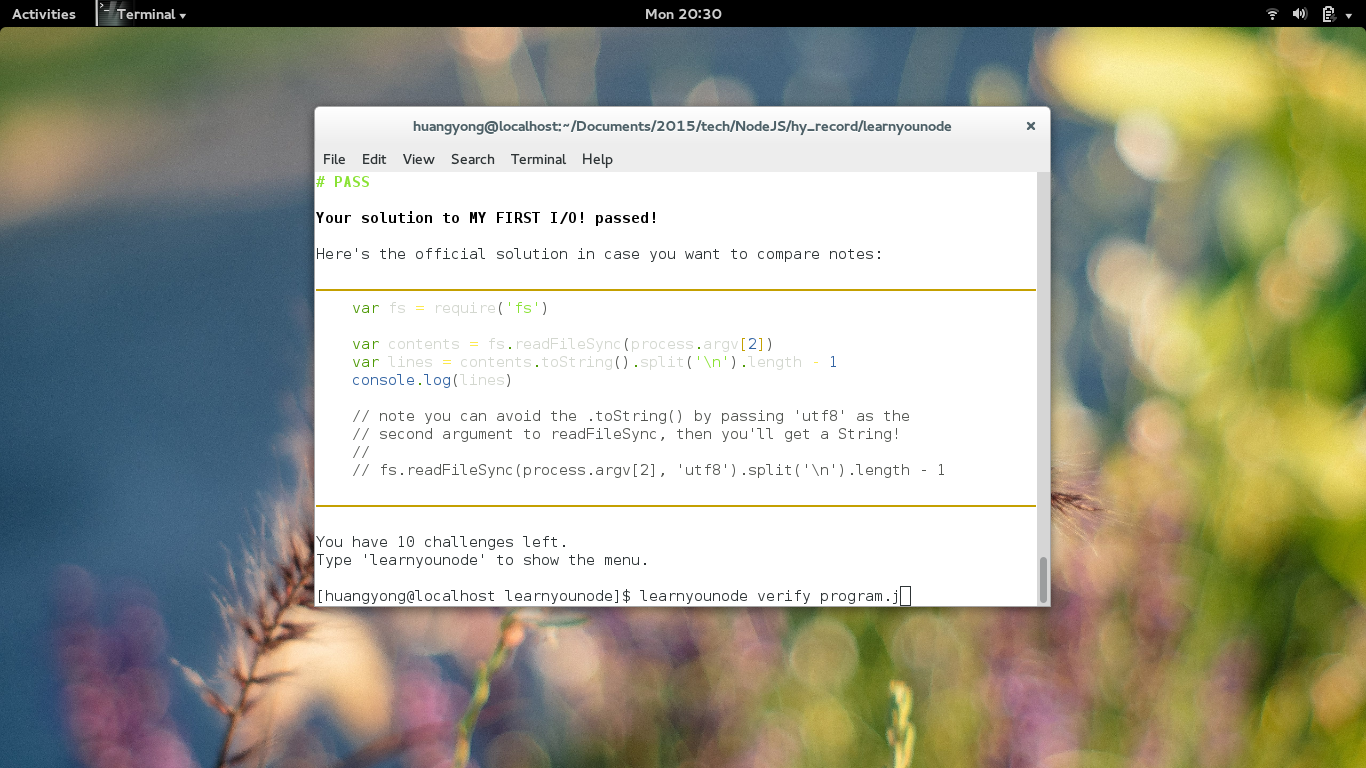 Activities Terminal Mon 20:30
huangyong@localhost:~/Documents/2015/tech/NodeJS/hy_record/learnyounode
File Edit View Search Terminal Help
# PASS
Your solution to MY FIRST I/O! passed!
Here's the official solution in case you want to compare notes:
var fs = require('fs')
var contents = fs.readFileSync(process.argv[2])
var lines = contents.toString().split('\n').length - 1
console.log(lines)
// note you can avoid the .toString() by passing 'utf8' as the
// second argument to readFileSync, then you'll get a String!
//
// fs.readFileSync(process.argv[2], 'utf8').split('\n').length - 1
You have 10 challenges left.
Type 'learnyounode' to show the menu.
[huangyong@localhost learnyounode]$ learnyounode verify program.j